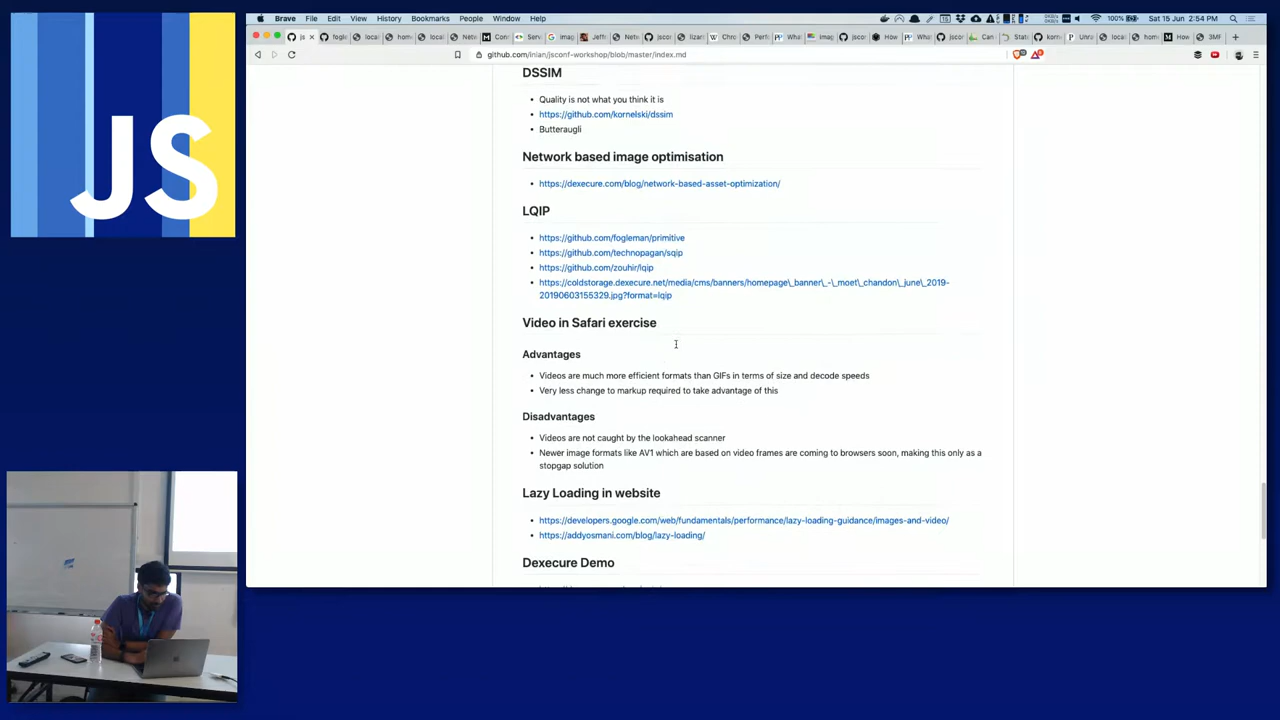 JS
Brave File Edit View History Bookmarks People Window Help
100% Sat 15 Jun 2:54 PM
github.com/inian/jsconf-workshop/blob/master/index.md
DSSIM
• Quality is not what you think it is
• https://github.com/kornelski/dssim
• Butteraugli
Network based image optimisation
• https://dexecure.com/blog/network-based-asset-optimization/
LQIP
• https://github.com/fogleman/primitive
• https://github.com/technopagan/sqip
• https://github.com/zouhir/lqip
• https://coldstorage.dexecure.net/media/cms/banners/homepage\_banner\_-\_moet\_chandon\_june\_2019-
20190603155329.jpg?format=lqip
Video in Safari exercise
Advantages
• Videos are much more efficient formats than GIFs in terms of size and decode speeds
• Very less change to markup required to take advantage of this
Disadvantages
• Videos are not caught by the lookahead scanner
• Newer image formats like AV1 which are based on video frames are coming to browsers soon, making this only as a
stopgap solution
Lazy Loading in website
• https://developers.google.com/web/fundamentals/performance/lazy-loading-guidance/images-and-video/
• https://addyosmani.com/blog/lazy-loading/
Dexecure Demo